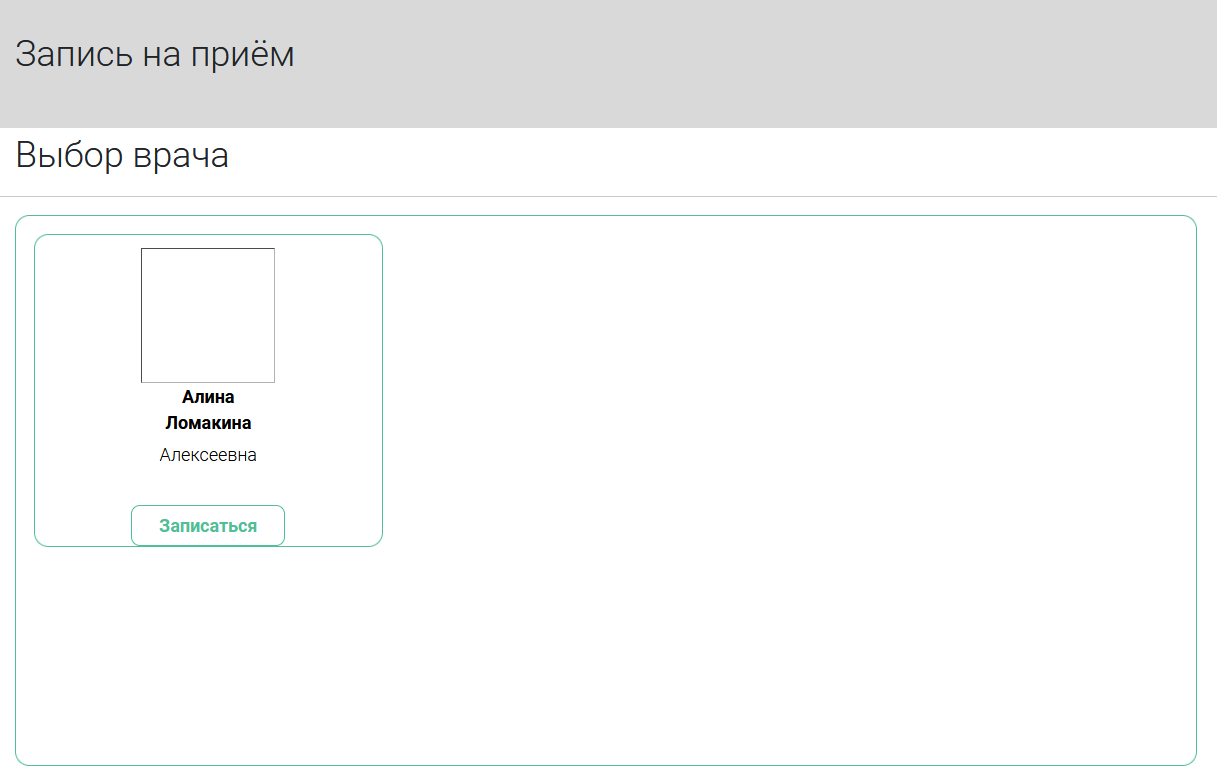 Запись на приём
Выбор врача
Алина
Ломакина
Алексеевна
Записаться